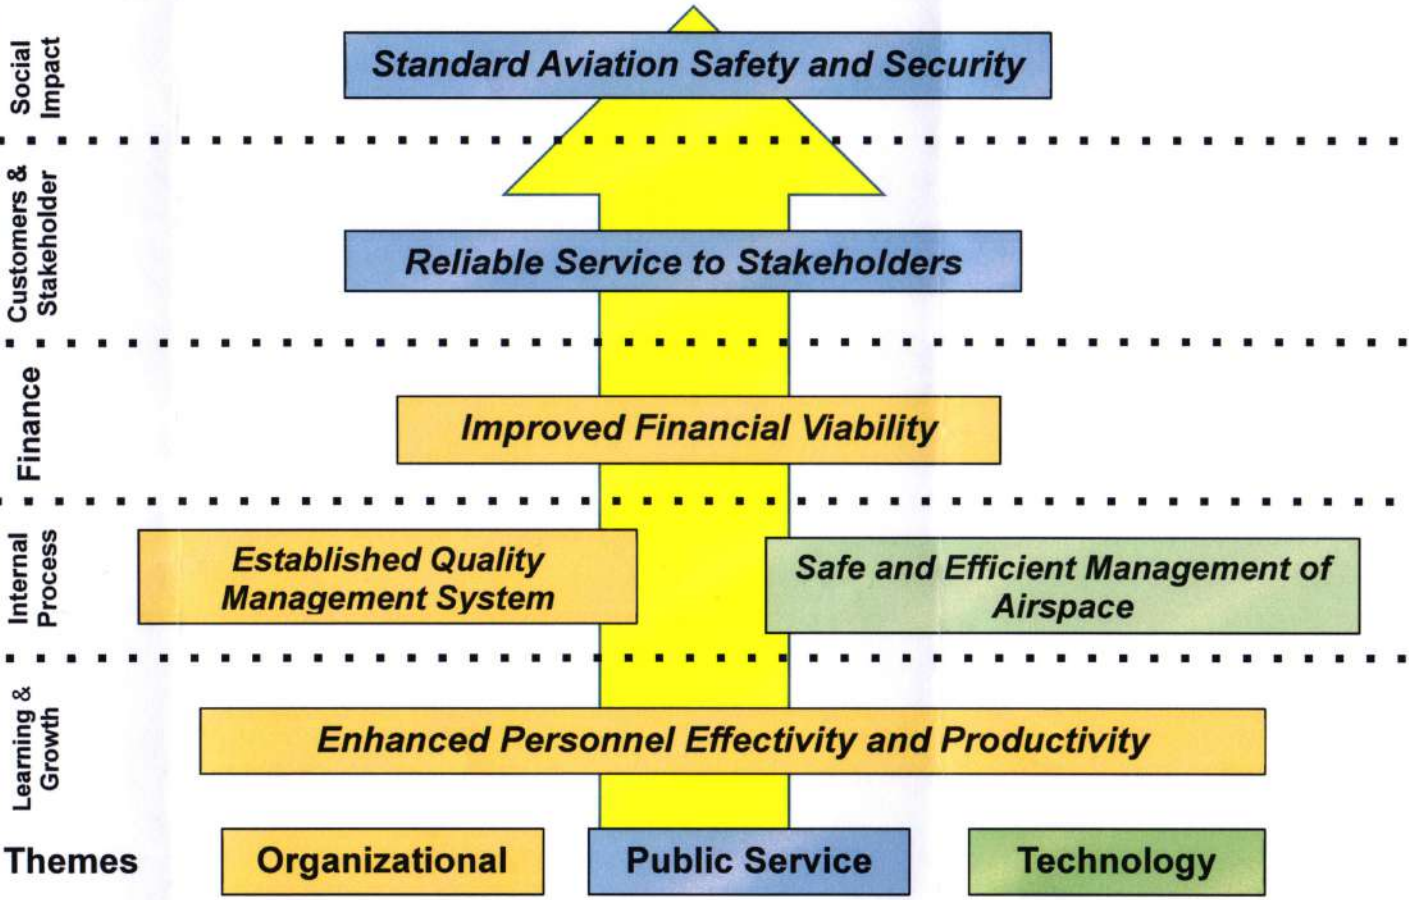 Social
Impact
Standard Aviation Safety and Security
Customers &
Stakeholder
Reliable Service to Stakeholders
Finance
Improved Financial Viability
Internal
Process
Established Quality
Management System
Safe and Efficient Management of
Airspace
Learning &
Growth
Enhanced Personnel Effectivity and Productivity
Themes
Organizational
Public Service
Technology